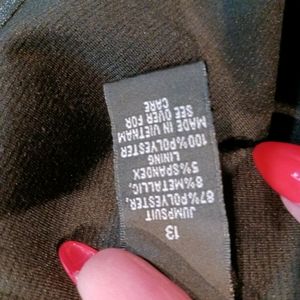 13
JUMPSUIT
87% POLYESTER,
8% METALLIC,
5% SPANDEX
LINING
100% POLYESTER
MADE IN VIETNAM
SEE OVER FOR
CARE